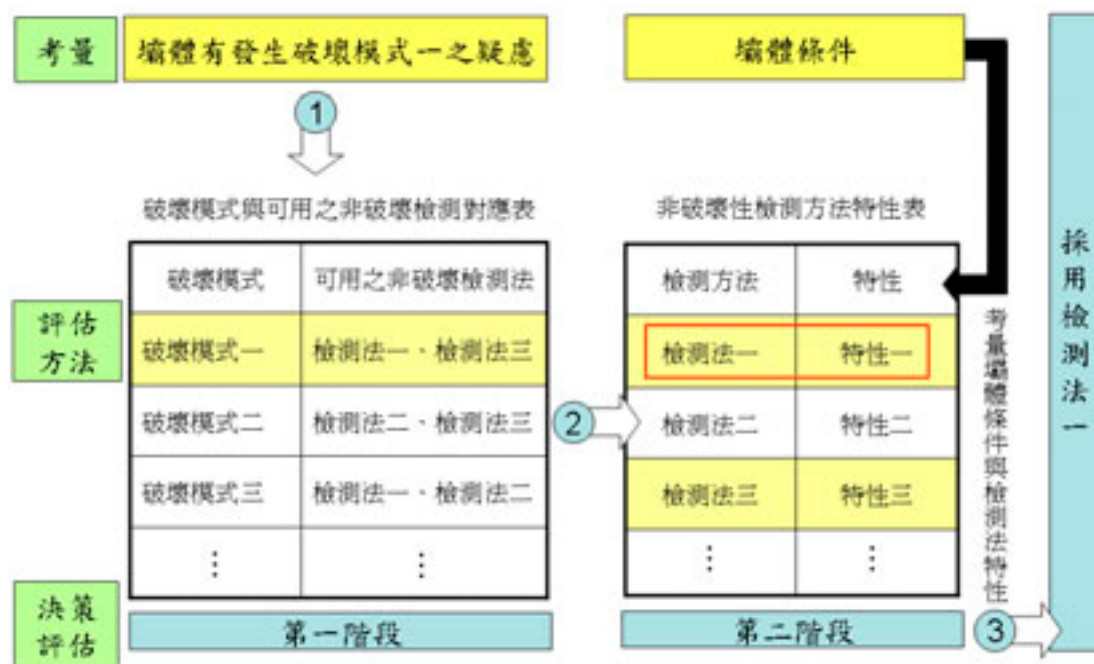 考量
壩體有發生破壞模式一之疑慮
壩體條件
1
破壞模式與可用之非破壞檢測對應表
非破壞性檢測方法特性表
破壞模式 可用之非破壞檢測法
檢測方法 特性
評估
方法
破壞模式一 檢測法一、檢測法三
檢測法一 特性一
破壞模式二 檢測法二、檢測法三
2
檢測法二 特性二
破壞模式三 檢測法一、檢測法二
檢測法三 特性三
⋮ ⋮
⋮ ⋮
考量壩體條件與檢測法特性
決策
評估
第一階段
第二階段
3
採用檢測法一